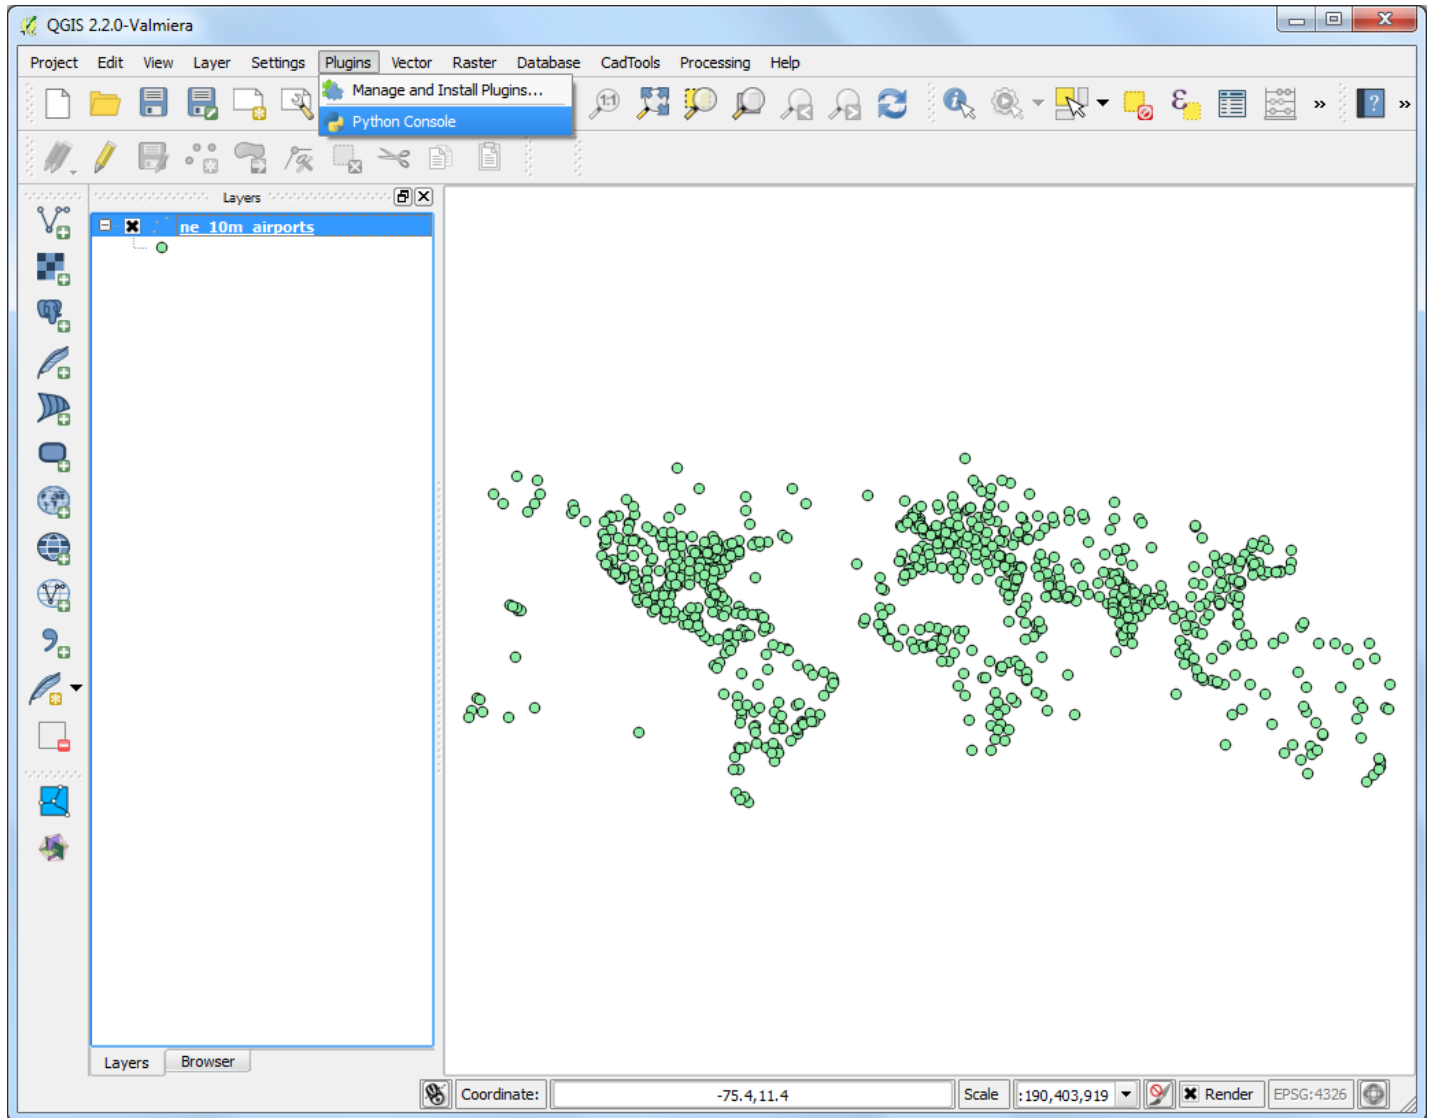 QGIS 2.2.0-Valmiera
Project Edit View Layer Settings Plugins Vector Raster Database CadTools Processing Help
Manage and Install Plugins...
1:1
» ? »
Python Console
Layers
ne_10m_airports
Layers Browser
Coordinate: -75.4,11.4 Scale :190,403,919 Render EPSG:4326